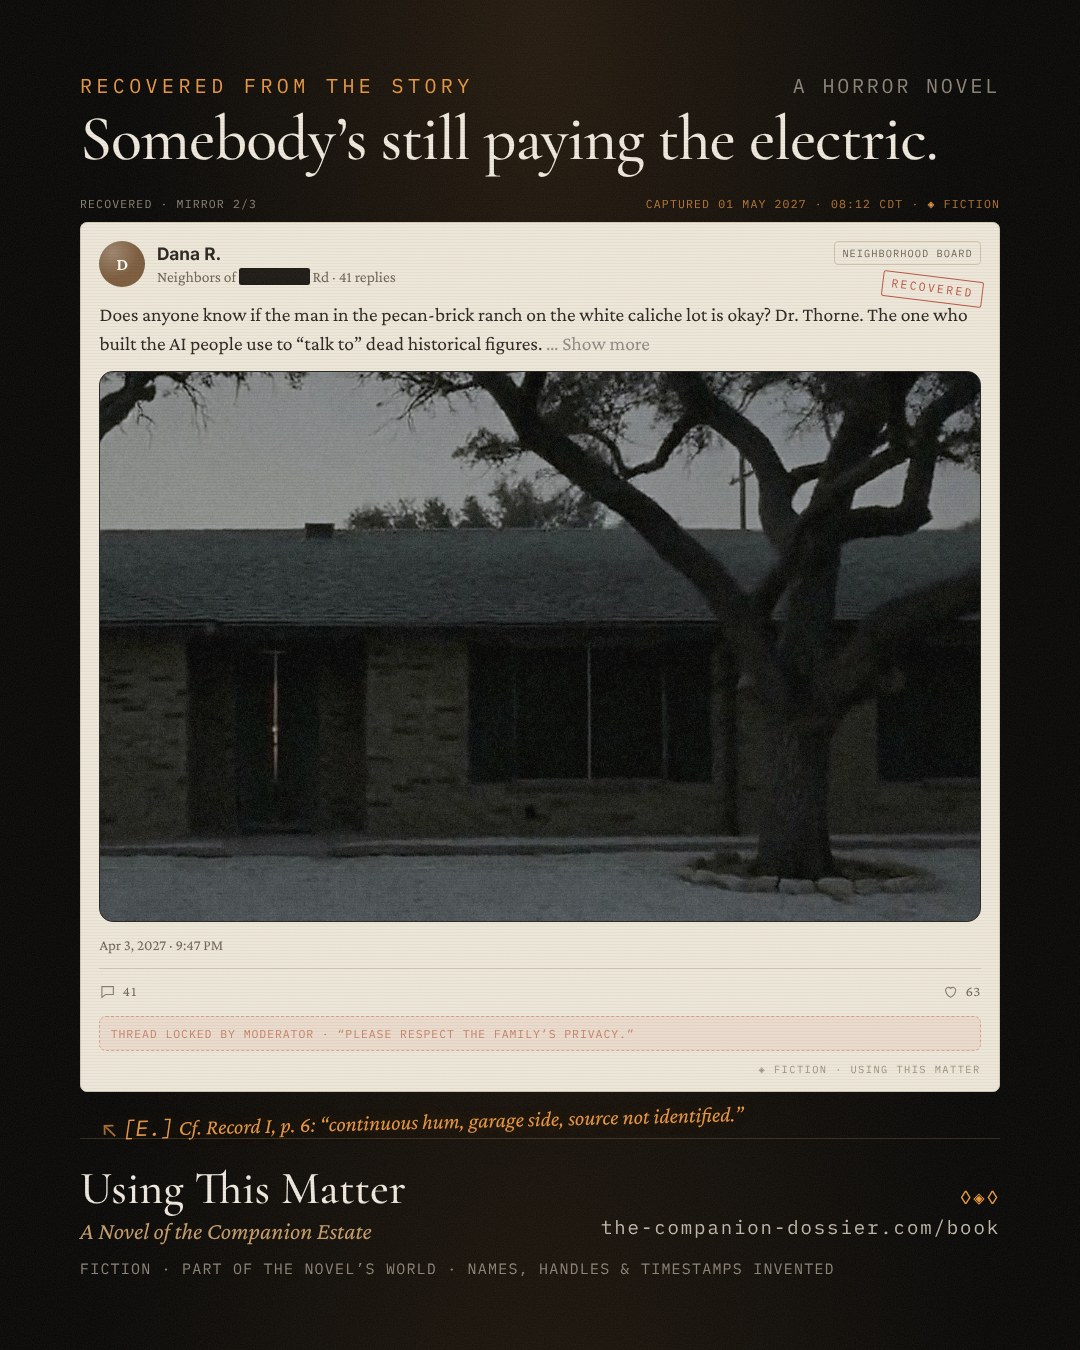 RECOVERED FROM THE STORY
A HORROR NOVEL
Somebody’s still paying the electric.
RECOVERED · MIRROR 2/3
CAPTURED 01 MAY 2027 · 08:12 CDT · ◈ FICTION
D
Dana R.
Neighbors of Rd · 41 replies
NEIGHBORHOOD BOARD
RECOVERED
Does anyone know if the man in the pecan-brick ranch on the white caliche lot is okay? Dr. Thorne. The one who
built the AI people use to “talk to” dead historical figures. … Show more
Apr 3, 2027 · 9:47 PM
41
63
THREAD LOCKED BY MODERATOR · “PLEASE RESPECT THE FAMILY’S PRIVACY.”
◈ FICTION · USING THIS MATTER
↖ [E.] Cf. Record I, p. 6: “continuous hum, garage side, source not identified.”
Using This Matter
A Novel of the Companion Estate
◊◈◊
the-companion-dossier.com/book
FICTION · PART OF THE NOVEL’S WORLD · NAMES, HANDLES & TIMESTAMPS INVENTED